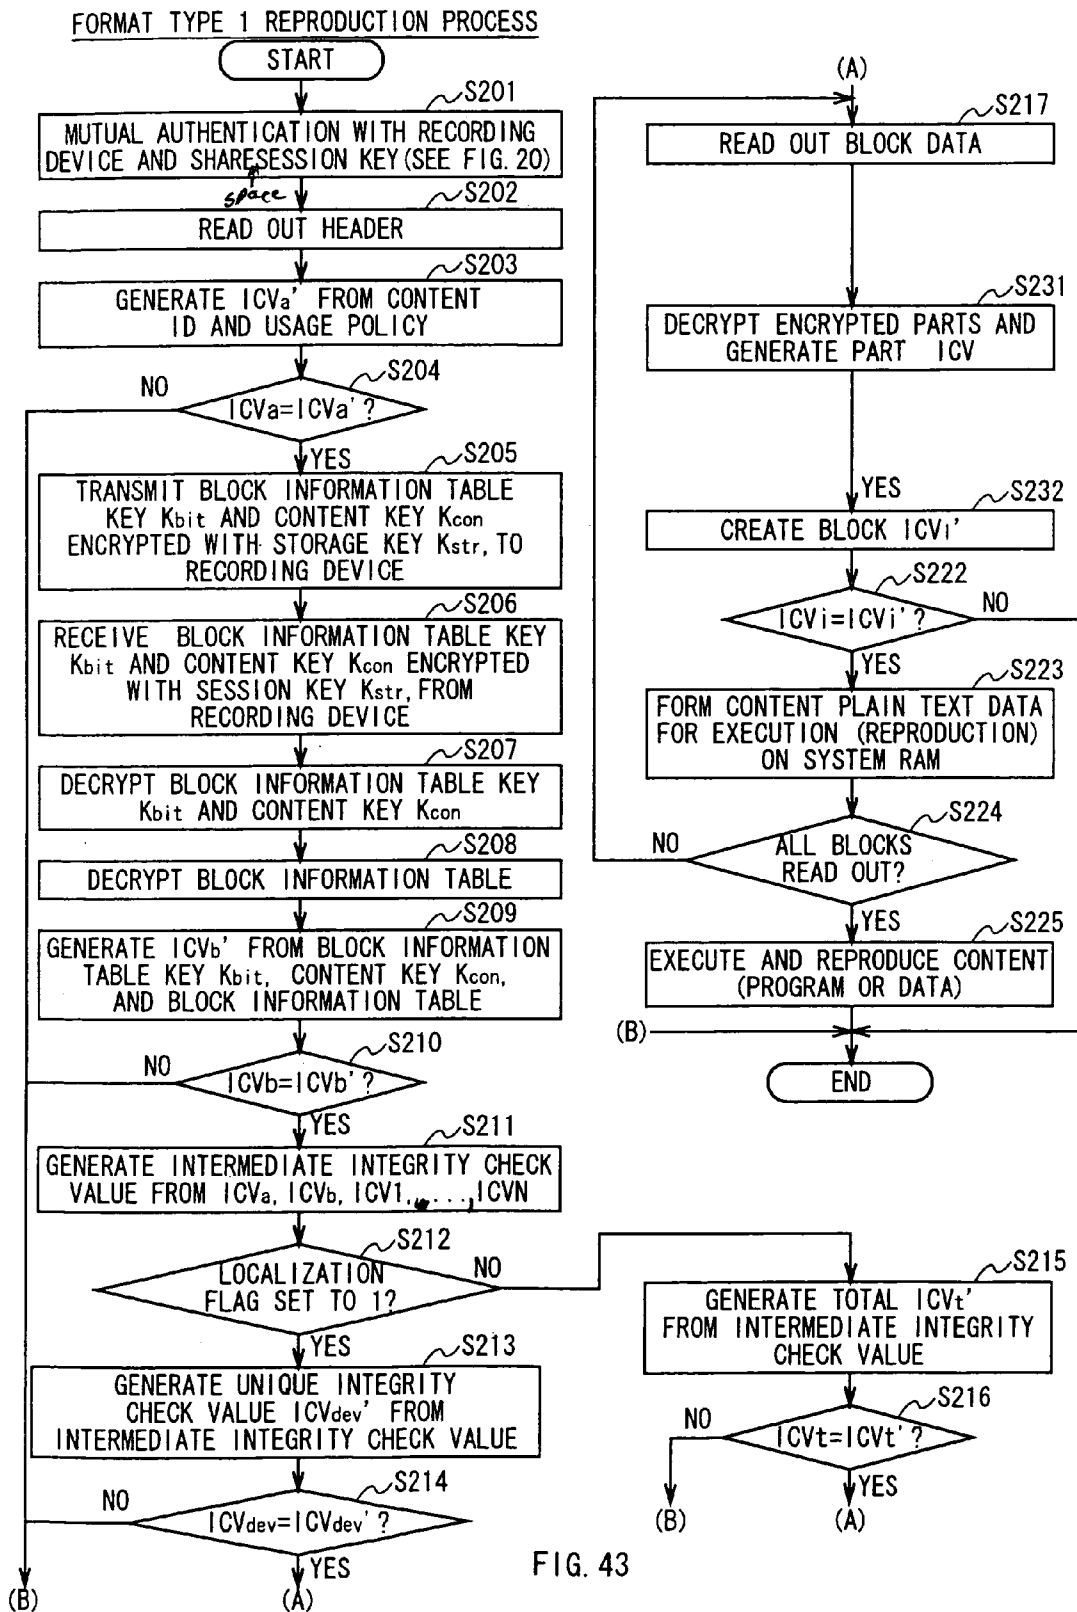 FORMAT TYPE 1 REPRODUCTION PROCESS
START
S201
MUTUAL AUTHENTICATION WITH RECORDING
DEVICE AND SHARESESSION KEY(SEE FIG. 20)
space
S202
READ OUT HEADER
S203
GENERATE ICVa' FROM CONTENT
ID AND USAGE POLICY
S204
NO
ICVa=ICVa'?
YES
S205
TRANSMIT BLOCK INFORMATION TABLE
KEY Kbit AND CONTENT KEY Kcon
ENCRYPTED WITH STORAGE KEY Kstr, TO
RECORDING DEVICE
S206
RECEIVE BLOCK INFORMATION TABLE KEY
Kbit AND CONTENT KEY Kcon ENCRYPTED
WITH SESSION KEY Kstr, FROM
RECORDING DEVICE
S207
DECRYPT BLOCK INFORMATION TABLE KEY
Kbit AND CONTENT KEY Kcon
S208
DECRYPT BLOCK INFORMATION TABLE
S209
GENERATE ICVb' FROM BLOCK INFORMATION
TABLE KEY Kbit, CONTENT KEY Kcon,
AND BLOCK INFORMATION TABLE
S210
NO
ICVb=ICVb'?
YES
S211
GENERATE INTERMEDIATE INTEGRITY CHECK
VALUE FROM ICVa, ICVb, ICV1, ...., ICVN
S212
LOCALIZATION
FLAG SET TO 1?
NO
YES
S213
GENERATE UNIQUE INTEGRITY
CHECK VALUE ICVdev' FROM
INTERMEDIATE INTEGRITY CHECK VALUE
S214
NO
ICVdev=ICVdev'?
YES
(B)
(A)
(A)
S217
READ OUT BLOCK DATA
S231
DECRYPT ENCRYPTED PARTS AND
GENERATE PART ICV
YES
S232
CREATE BLOCK ICVi'
S222
ICVi=ICVi'?
NO
YES
S223
FORM CONTENT PLAIN TEXT DATA
FOR EXECUTION (REPRODUCTION)
ON SYSTEM RAM
S224
NO
ALL BLOCKS
READ OUT?
YES
S225
EXECUTE AND REPRODUCE CONTENT
(PROGRAM OR DATA)
(B)
END
S215
GENERATE TOTAL ICVt'
FROM INTERMEDIATE INTEGRITY
CHECK VALUE
S216
NO
ICVt=ICVt'?
YES
(B)
(A)
FIG. 43